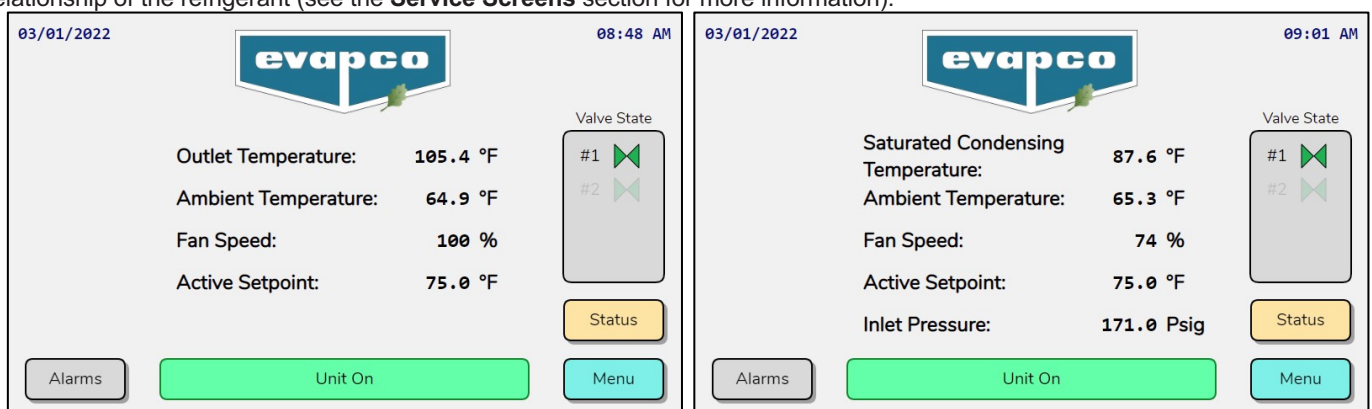 elationship of the refrigerant (see the Service Screens section for more information).
03/01/2022
08:48 AM
evapco
Valve State
Outlet Temperature: 105.4 °F
#1
Ambient Temperature: 64.9 °F
#2
Fan Speed: 100 %
Active Setpoint: 75.0 °F
Status
Alarms
Unit On
Menu
03/01/2022
09:01 AM
evapco
Valve State
Saturated Condensing
Temperature: 87.6 °F
#1
Ambient Temperature: 65.3 °F
#2
Fan Speed: 74 %
Active Setpoint: 75.0 °F
Inlet Pressure: 171.0 Psig
Status
Alarms
Unit On
Menu